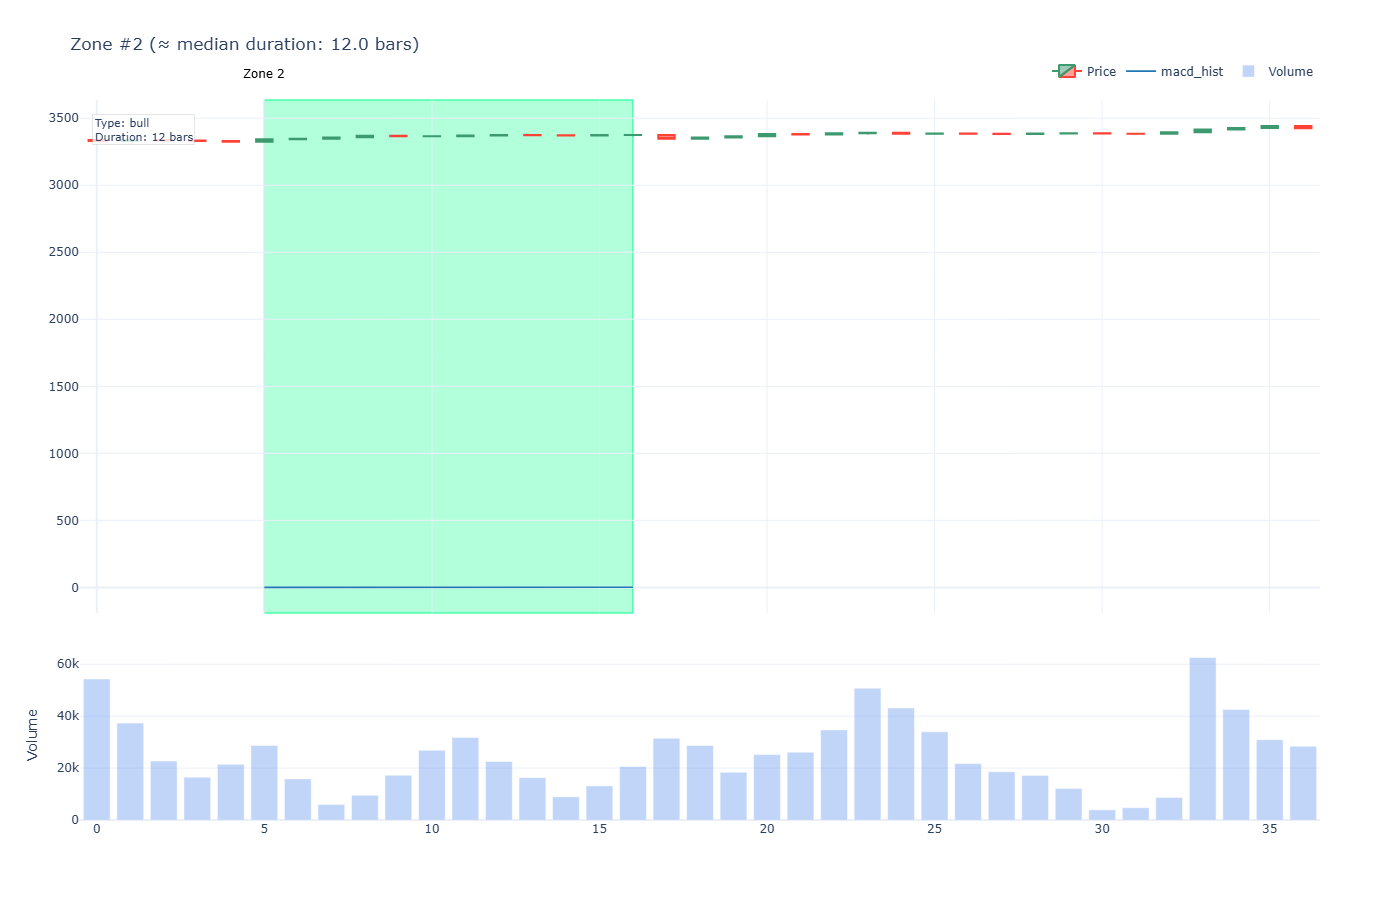 Zone #2 (≈ median duration: 12.0 bars)
Zone 2
Price
macd_hist
Volume
Type: bull
Duration: 12 bars
3500
3000
2500
2000
1500
1000
500
0
60k
40k
20k
0
Volume
0
5
10
15
20
25
30
35